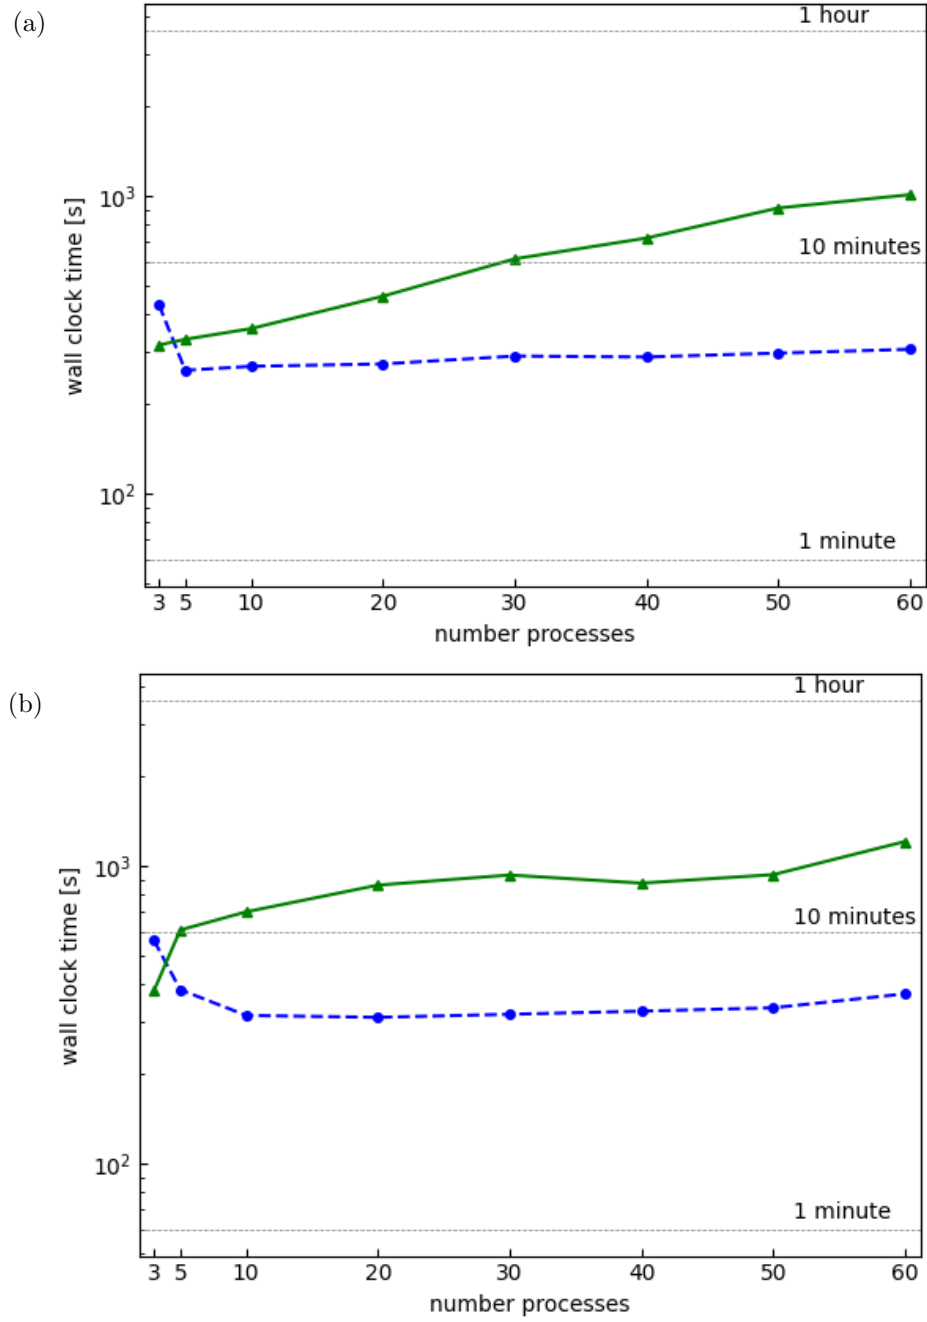 (a)
1 hour
10³
10 minutes
wall clock time [s]
10²
1 minute
3 5 10 20 30 40 50 60
number processes
(b)
1 hour
10³
10 minutes
wall clock time [s]
10²
1 minute
3 5 10 20 30 40 50 60
number processes